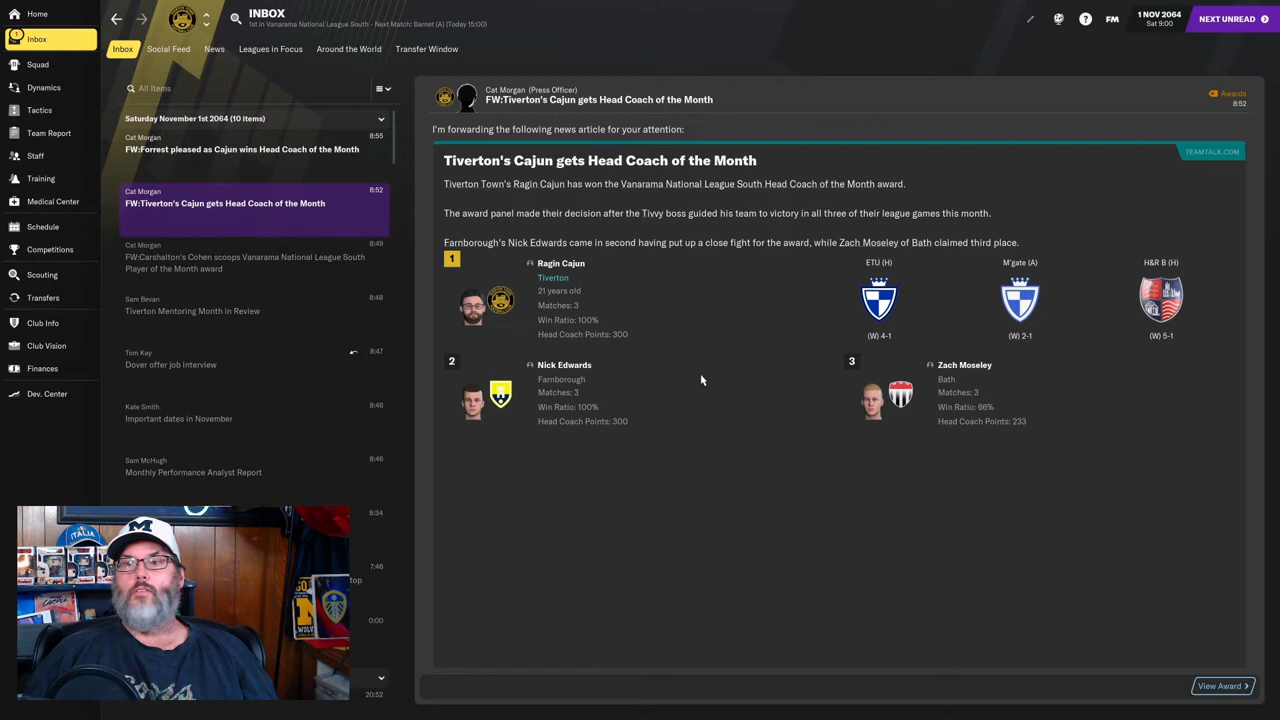 INBOX
1st in Vanarama National League South - Next Match: Barnet (A) (Today 15:00)
FM
1 NOV 2064
Sat 9:00
NEXT UNREAD
Home
1
Inbox
Squad
Dynamics
Tactics
Team Report
Staff
Training
Medical Center
Schedule
Competitions
Scouting
Transfers
Club Info
Club Vision
Finances
Dev. Center
Inbox
Social Feed
News
Leagues in Focus
Around the World
Transfer Window
All Items
Saturday November 1st 2064 (10 items)
Cat Morgan
8:55
FW:Forrest pleased as Cajun wins Head Coach of the Month
Cat Morgan
8:52
FW:Tiverton's Cajun gets Head Coach of the Month
Cat Morgan
8:49
FW:Carshalton's Cohen scoops Vanarama National League South
Player of the Month award
Sam Bevan
8:48
Tiverton Mentoring Month in Review
Tom Kay
8:47
Dover offer job interview
Kate Smith
8:46
Important dates in November
Sam McHugh
8:46
Monthly Performance Analyst Report
8:34
7:46
top
0:00
20:52
Cat Morgan (Press Officer)
FW:Tiverton's Cajun gets Head Coach of the Month
Awards
8:52
I'm forwarding the following news article for your attention:
Tiverton's Cajun gets Head Coach of the Month
TEAMTALK.COM
Tiverton Town's Ragin Cajun has won the Vanarama National League South Head Coach of the Month award.
The award panel made their decision after the Tivvy boss guided his team to victory in all three of their league games this month.
Farnborough's Nick Edwards came in second having put up a close fight for the award, while Zach Moseley of Bath claimed third place.
1
Ragin Cajun
Tiverton
21 years old
Matches: 3
Win Ratio: 100%
Head Coach Points: 300
ETU (H)
(W) 4-1
M'gate (A)
(W) 2-1
H&R B (H)
(W) 5-1
2
Nick Edwards
Farnborough
Matches: 3
Win Ratio: 100%
Head Coach Points: 300
3
Zach Moseley
Bath
Matches: 3
Win Ratio: 66%
Head Coach Points: 233
View Award
ITALIA
M